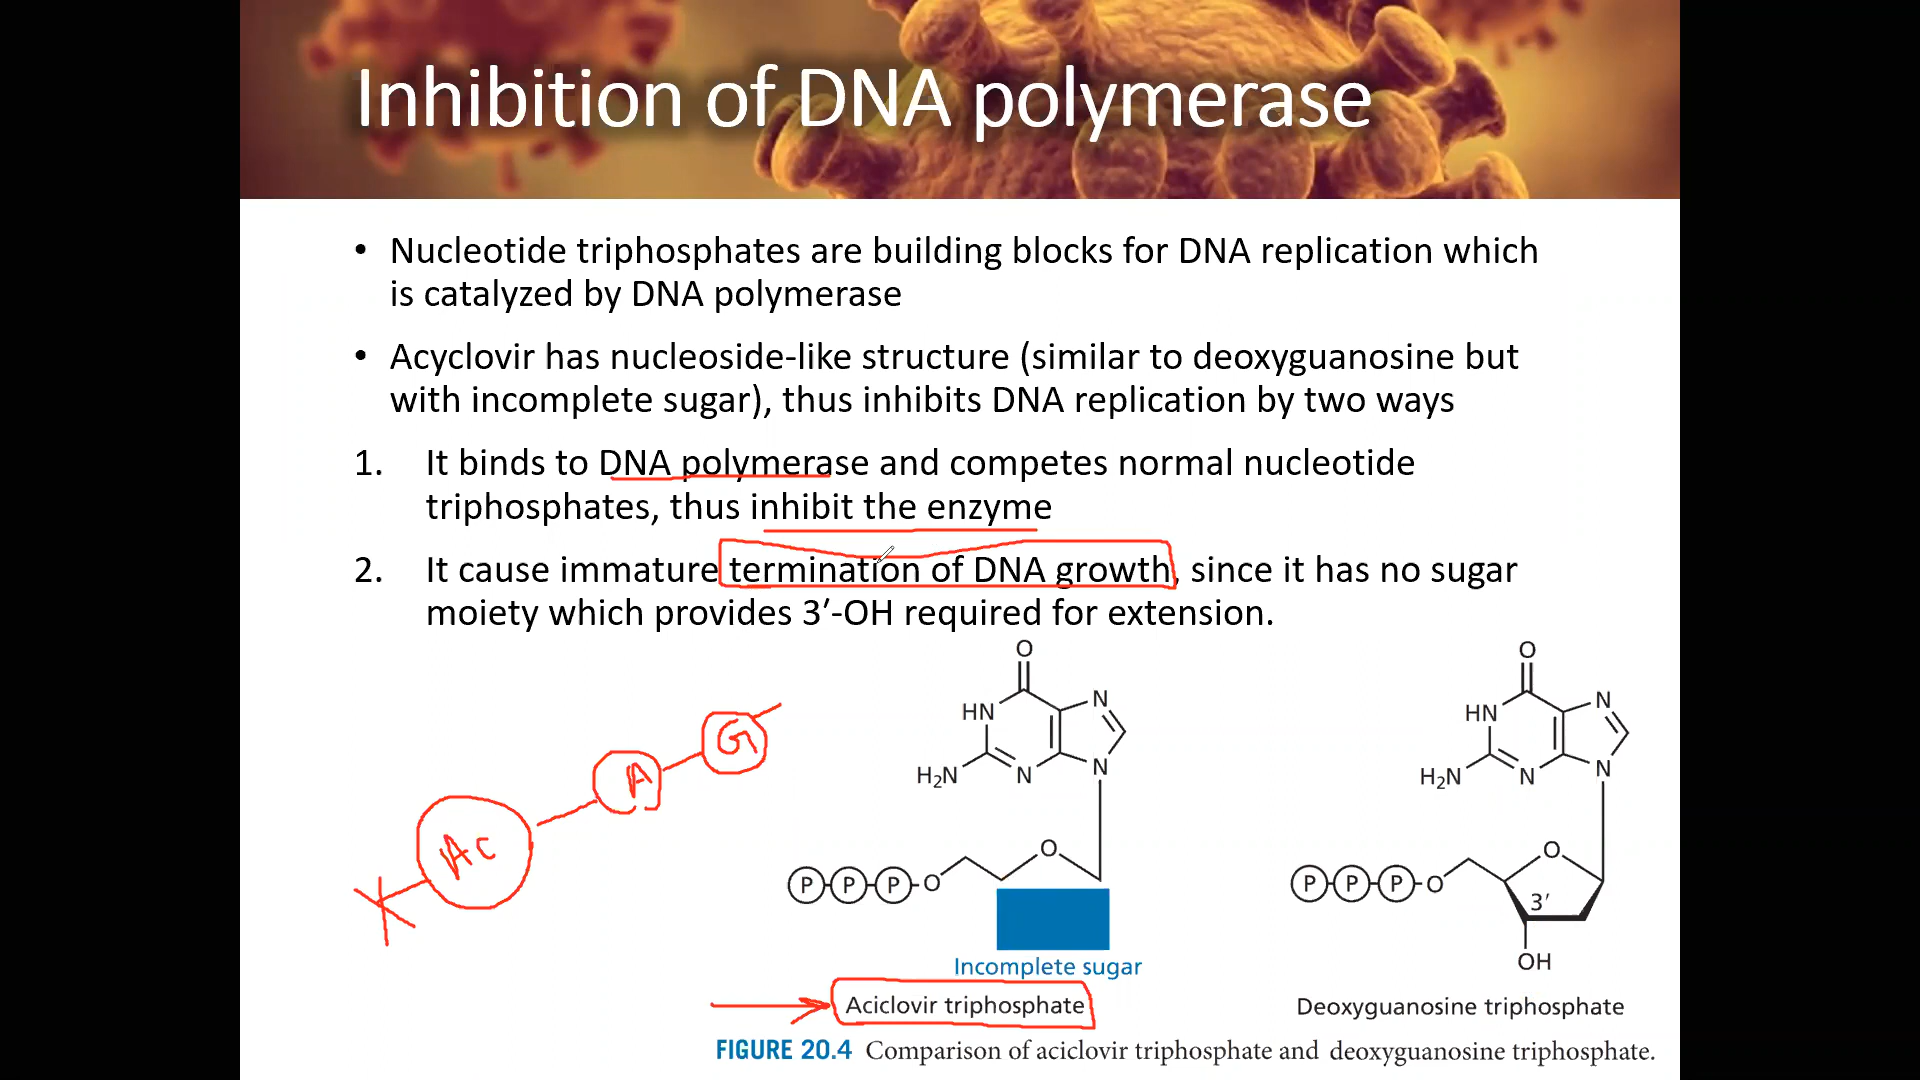 Inhibition of DNA polymerase
• Nucleotide triphosphates are building blocks for DNA replication which
is catalyzed by DNA polymerase
• Acyclovir has nucleoside-like structure (similar to deoxyguanosine but
with incomplete sugar), thus inhibits DNA replication by two ways
1. It binds to DNA polymerase and competes normal nucleotide
triphosphates, thus inhibit the enzyme
2. It cause immature termination of DNA growth, since it has no sugar
moiety which provides 3′-OH required for extension.
G
A
Ac
O
HN
N
H₂N
N
N
O
P P P O
Incomplete sugar
Aciclovir triphosphate
O
HN
N
H₂N
N
N
O
P P P O
3′
OH
Deoxyguanosine triphosphate
FIGURE 20.4 Comparison of aciclovir triphosphate and deoxyguanosine triphosphate.